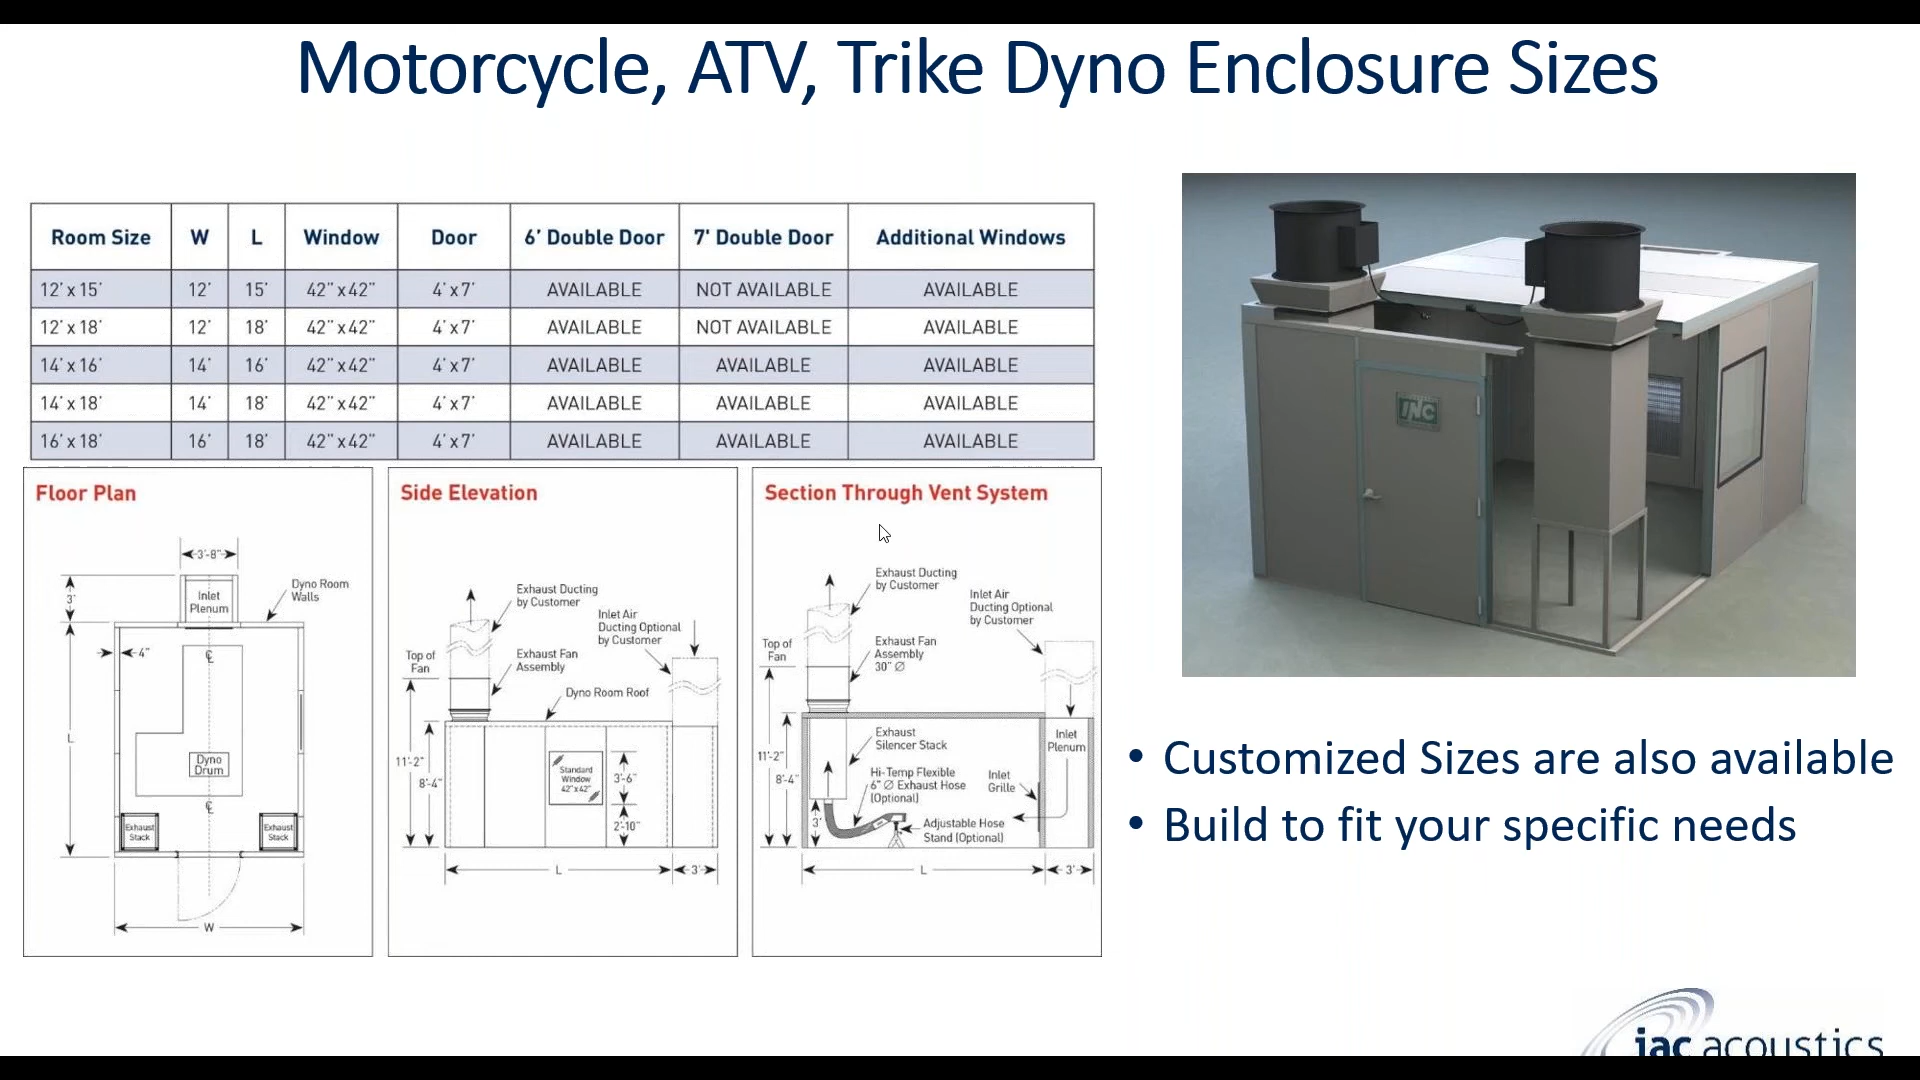 Motorcycle, ATV, Trike Dyno Enclosure Sizes
Room Size W L Window Door 6' Double Door 7' Double Door Additional Windows
12' x 15' 12' 15' 42" x 42" 4' x 7' AVAILABLE NOT AVAILABLE AVAILABLE
12' x 18' 12' 18' 42" x 42" 4' x 7' AVAILABLE NOT AVAILABLE AVAILABLE
14' x 16' 14' 16' 42" x 42" 4' x 7' AVAILABLE AVAILABLE AVAILABLE
14' x 18' 14' 18' 42" x 42" 4' x 7' AVAILABLE AVAILABLE AVAILABLE
16' x 18' 16' 18' 42" x 42" 4' x 7' AVAILABLE AVAILABLE AVAILABLE
Floor Plan
3'-8"
3'
Inlet
Plenum
Dyno Room
Walls
4"
℄
L
Dyno
Drum
℄
Exhaust
Stack
Exhaust
Stack
W
Side Elevation
Exhaust Ducting
by Customer
Inlet Air
Ducting Optional
by Customer
Top of
Fan
Exhaust Fan
Assembly
Dyno Room Roof
11'-2"
8'-4"
Standard
Window
42"x42"
3'-6"
2'-10"
L
3'
Section Through Vent System
Exhaust Ducting
by Customer
Inlet Air
Ducting Optional
by Customer
Top of
Fan
Exhaust Fan
Assembly
30" Ø
Exhaust
Silencer Stack
Inlet
Plenum
11'-2"
8'-4"
Hi-Temp Flexible
6" Ø Exhaust Hose
(Optional)
Inlet
Grille
3'
Adjustable Hose
Stand (Optional)
L
3'
• Customized Sizes are also available
• Build to fit your specific needs
iac acoustics